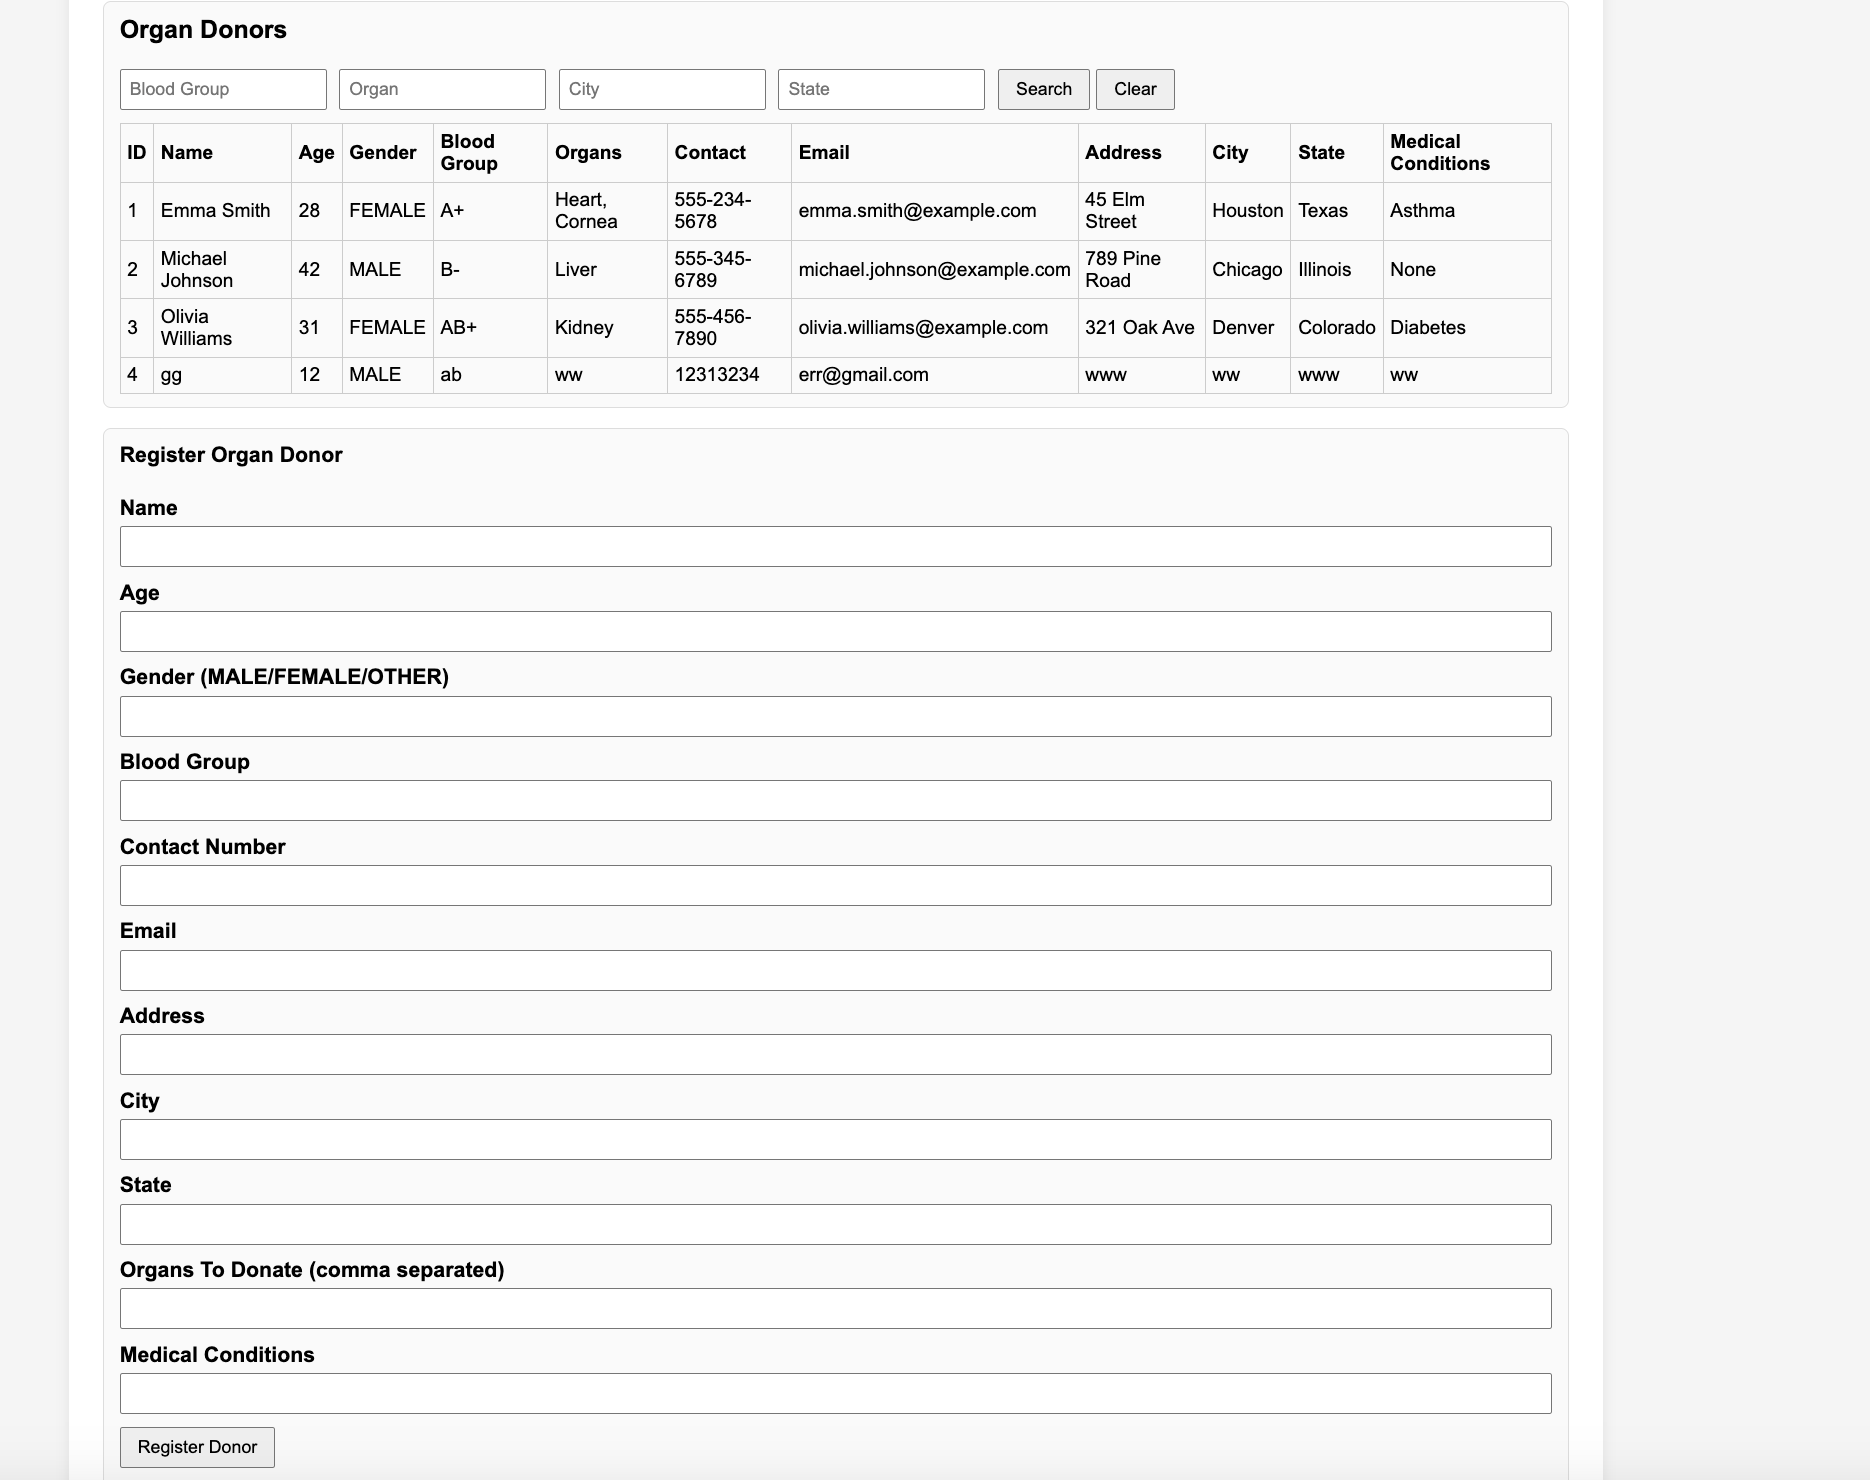 Organ Donors
Blood Group Organ City State Search Clear
ID Name Age Gender Blood Group Organs Contact Email Address City State Medical Conditions
1 Emma Smith 28 FEMALE A+ Heart, Cornea 555-234-5678 emma.smith@example.com 45 Elm Street Houston Texas Asthma
2 Michael Johnson 42 MALE B- Liver 555-345-6789 michael.johnson@example.com 789 Pine Road Chicago Illinois None
3 Olivia Williams 31 FEMALE AB+ Kidney 555-456-7890 olivia.williams@example.com 321 Oak Ave Denver Colorado Diabetes
4 gg 12 MALE ab ww 12313234 err@gmail.com www ww www ww
Register Organ Donor
Name
Age
Gender (MALE/FEMALE/OTHER)
Blood Group
Contact Number
Email
Address
City
State
Organs To Donate (comma separated)
Medical Conditions
Register Donor